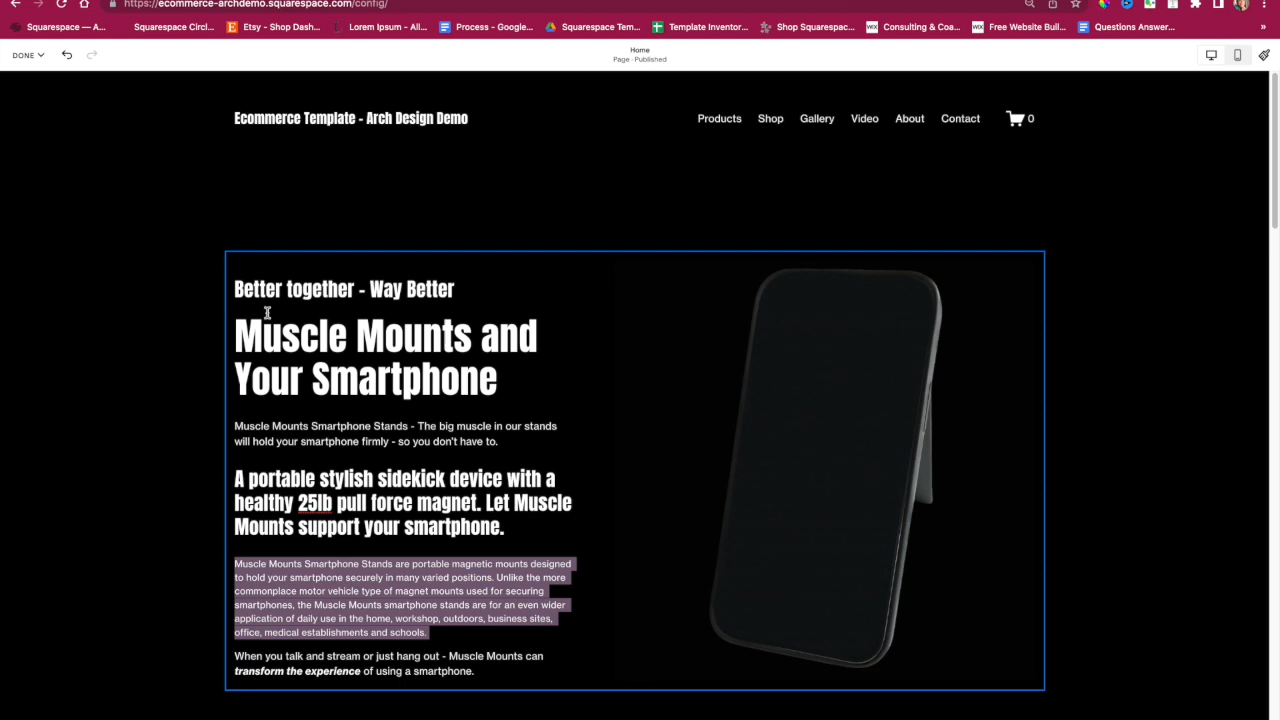 https://ecommerce-archdemo.squarespace.com/config/
Squarespace — A...
Squarespace Circl...
Etsy - Shop Dash...
Lorem Ipsum - All...
Process - Google...
Squarespace Tem...
Template Inventor...
Shop Squarespac...
WIX
Consulting & Coa...
WIX
Free Website Buil...
Questions Answer...
»
DONE
Home
Page · Published
Ecommerce Template - Arch Design Demo
Products
Shop
Gallery
Video
About
Contact
0
Better together - Way Better
Muscle Mounts and
Your Smartphone
Muscle Mounts Smartphone Stands - The big muscle in our stands
will hold your smartphone firmly - so you don't have to.
A portable stylish sidekick device with a
healthy 25lb pull force magnet. Let Muscle
Mounts support your smartphone.
Muscle Mounts Smartphone Stands are portable magnetic mounts designed
to hold your smartphone securely in many varied positions. Unlike the more
commonplace motor vehicle type of magnet mounts used for securing
smartphones, the Muscle Mounts smartphone stands are for an even wider
application of daily use in the home, workshop, outdoors, business sites,
office, medical establishments and schools.
When you talk and stream or just hang out - Muscle Mounts can
transform the experience of using a smartphone.